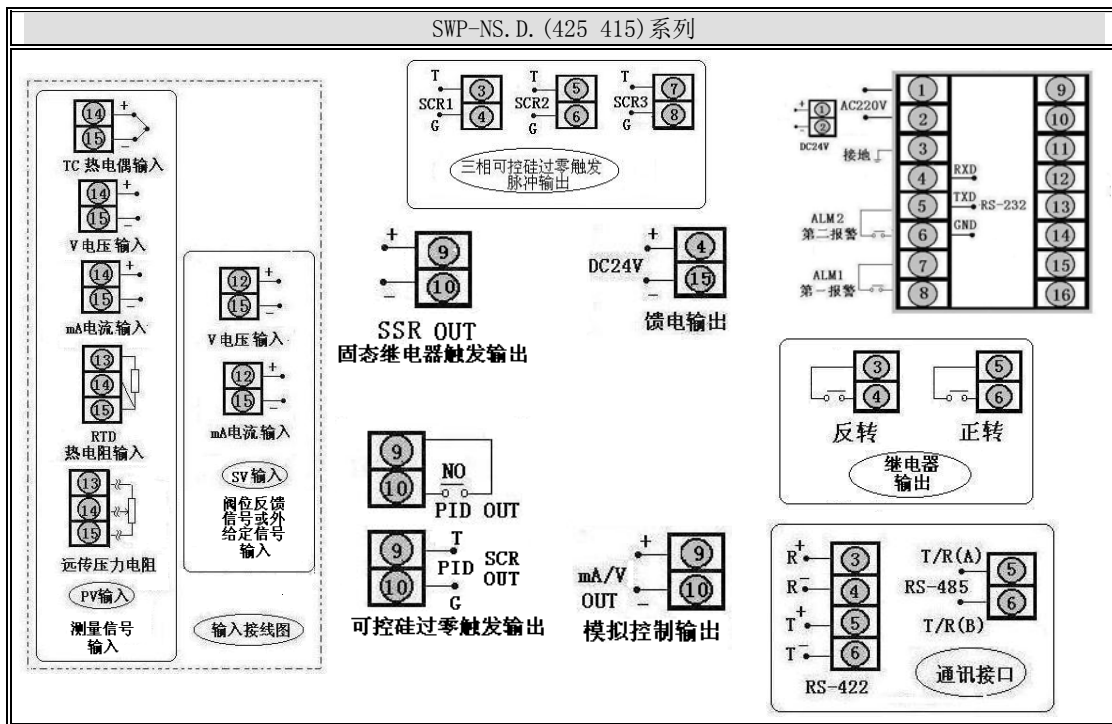 SWP-NS.D.(425 415)系列
14 +
15 -
TC 热电偶输入
14 +
15 -
V 电压 输入
14 +
15 -
mA电流输入
13
14
15
RTD
热电阻输入
13
14
15
远传压力电阻
PV输入
测量信号
输入
12 +
15 -
V 电压 输入
12 +
15 -
mA电流输入
SV输入
阀位反馈
信号或外
给定信号
输入
输入接线图
T 3 T 5 T 7
SCR1 SCR2 SCR3
G 4 G 6 G 8
三相可控硅过零触发
脉冲输出
+ 9
- 10
SSR OUT
固态继电器触发输出
+ 4
DC24V
- 15
馈电输出
9
10 NO
PID OUT
9 T
PID SCR
OUT
10 G
可控硅过零触发输出
+ 9
mA/V
OUT - 10
模拟控制输出
+ 1
- 2
DC24V
AC220V
接地
1 9
2 10
3 11
4 RXD 12
5 TXD RS-232 13
6 GND 14
7 15
8 16
ALM2
第二报警
ALM1
第一报警
3 5
4 6
反转 正转
继电器
输出
R+ 3
R- 4
T+ 5
T- 6
RS-422
T/R(A) 5
RS-485
6
T/R(B)
通讯接口